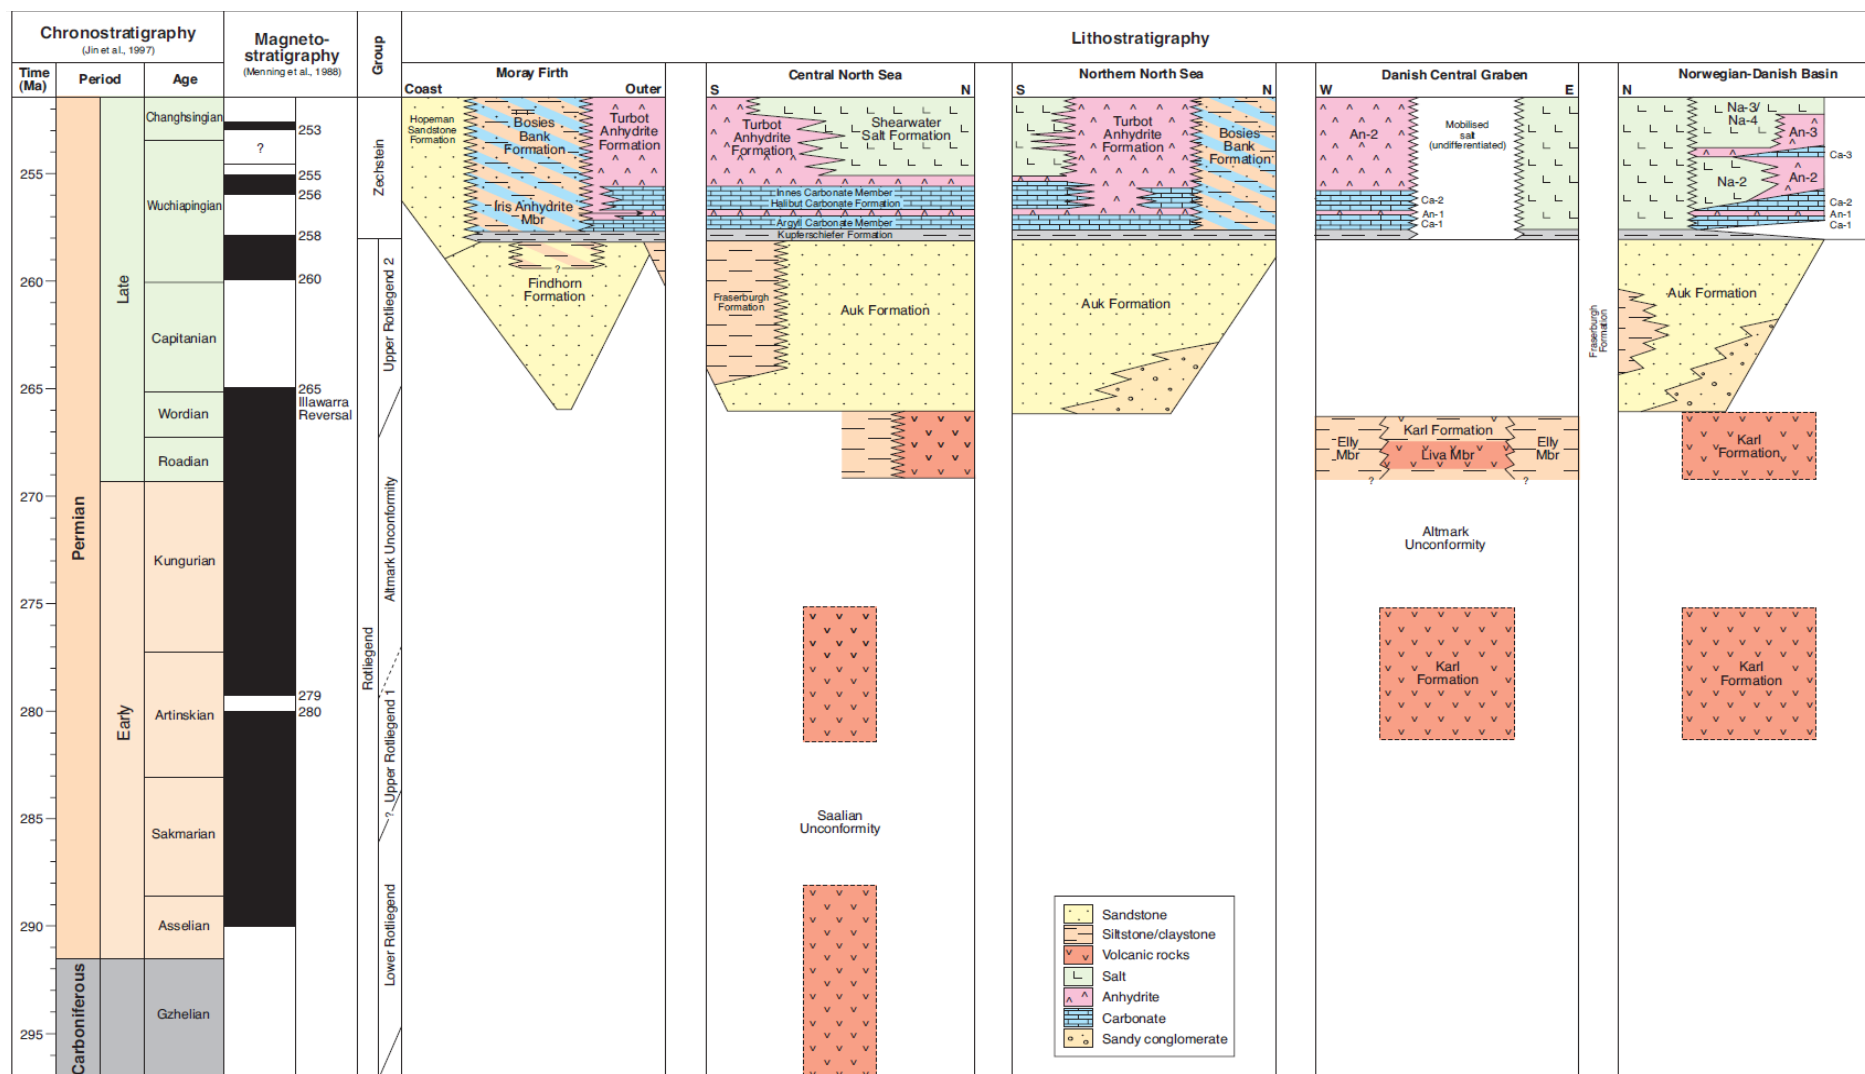 Chronostratigraphy
(Jin et al., 1997)
Magneto-
stratigraphy
(Menning et al., 1988)
Group
Lithostratigraphy
Time
(Ma)
Period
Age
Moray Firth
Coast
Outer
Central North Sea
S
N
Northern North Sea
S
N
Danish Central Graben
W
E
Norwegian-Danish Basin
N
255
260
265
270
275
280
285
290
295
Permian
Carboniferous
Late
Early
Changhsingian
Wuchiapingian
Capitanian
Wordian
Roadian
Kungurian
Artinskian
Sakmarian
Asselian
Gzhelian
253
?
255
256
258
260
265
Illawarra
Reversal
279
280
Zechstein
Rotliegend
Upper Rotliegend 2
Altmark Unconformity
? Upper Rotliegend 1
Lower Rotliegend
Hopeman
Sandstone
Formation
Bosies
Bank
Formation
Turbot
Anhydrite
Formation
Iris Anhydrite
Mbr
?
Findhorn
Formation
Turbot
Anhydrite
Formation
Shearwater
Salt Formation
Innes Carbonate Member
Halibut Carbonate Formation
Argyll Carbonate Member
Kupferschiefer Formation
Fraserburgh
Formation
Auk Formation
Saalian
Unconformity
Turbot
Anhydrite
Formation
Bosies
Bank
Formation
Auk Formation
An-2
Mobilised
salt
(undifferentiated)
Ca-2
An-1
Ca-1
Elly
Mbr
Karl Formation
Liva Mbr
Elly
Mbr
?
?
Altmark
Unconformity
Karl
Formation
Fraserburgh
Formation
Na-3/
Na-4
An-3
Ca-3
Na-2
An-2
Ca-2
An-1
Ca-1
Auk Formation
Karl
Formation
Karl
Formation
Sandstone
Siltstone/claystone
Volcanic rocks
Salt
Anhydrite
Carbonate
Sandy conglomerate